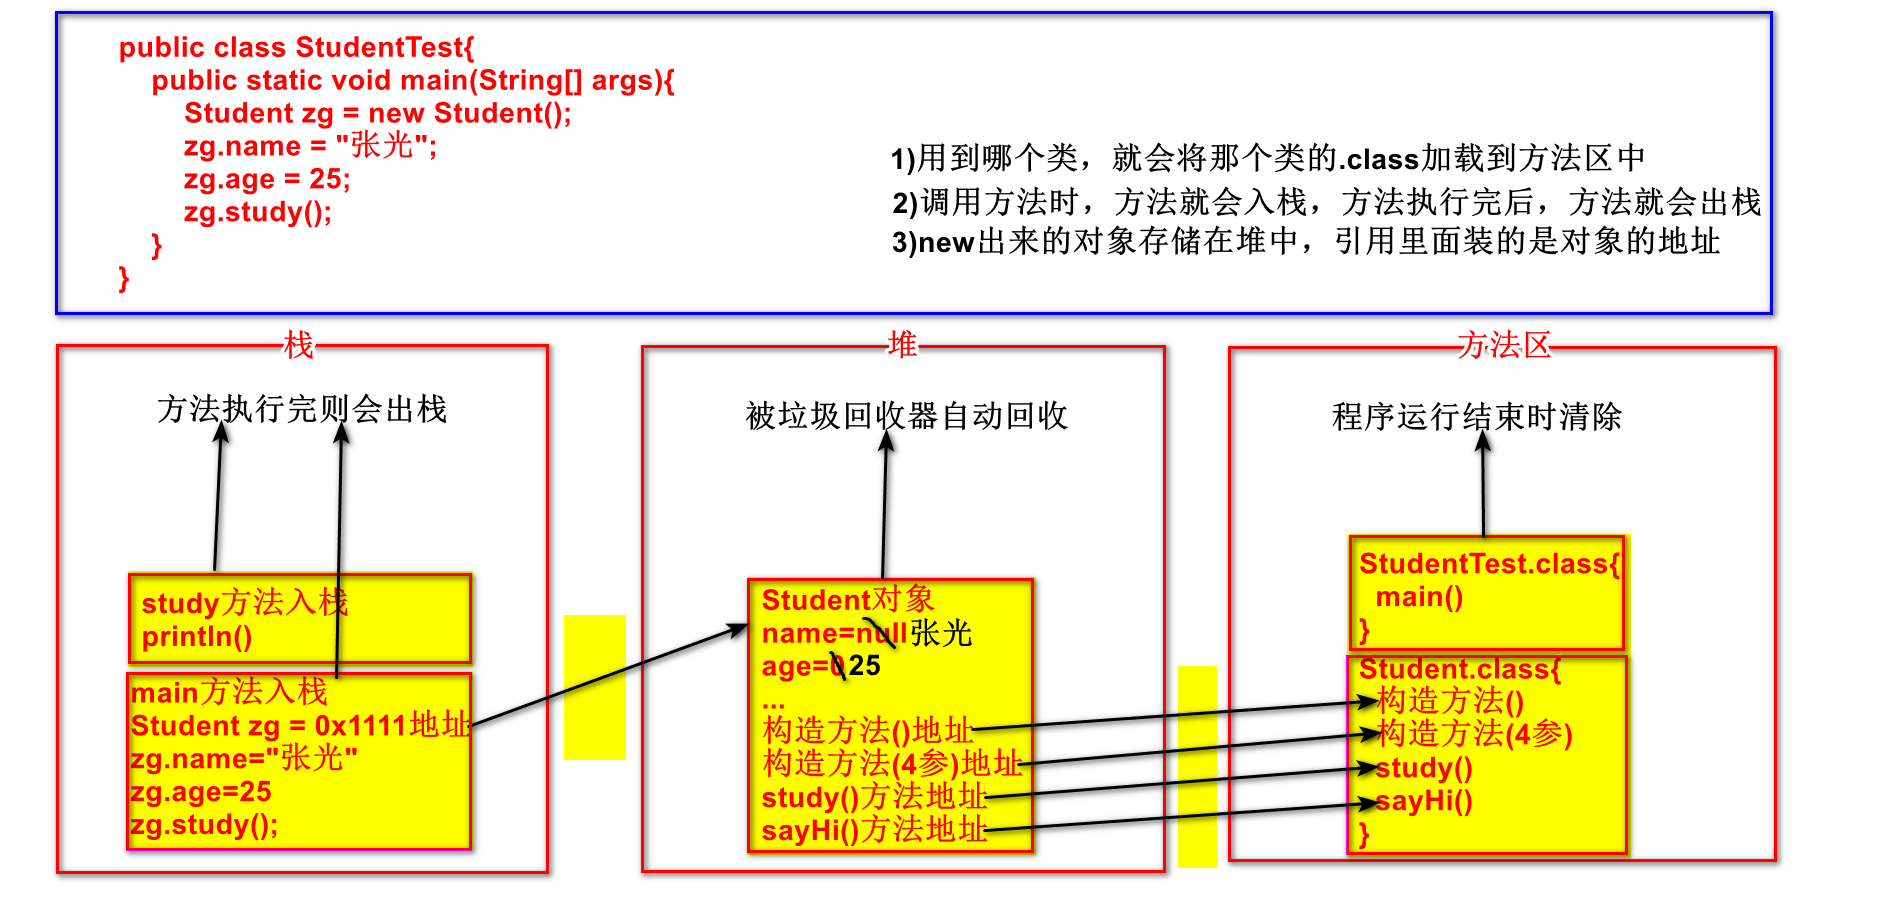 public class StudentTest{
public static void main(String[] args){
Student zg = new Student();
zg.name = "张光";
zg.age = 25;
zg.study();
}
}
1)用到哪个类，就会将那个类的.class加载到方法区中
2)调用方法时，方法就会入栈，方法执行完后，方法就会出栈
3)new出来的对象存储在堆中，引用里面装的是对象的地址
栈
方法执行完则会出栈
study方法入栈
println()
main方法入栈
Student zg = 0x1111地址
zg.name="张光"
zg.age=25
zg.study();
堆
被垃圾回收器自动回收
Student对象
name=null张光
age=0 25
...
构造方法()地址
构造方法(4参)地址
study()方法地址
sayHi()方法地址
方法区
程序运行结束时清除
StudentTest.class{
main()
}
Student.class{
构造方法()
构造方法(4参)
study()
sayHi()
}